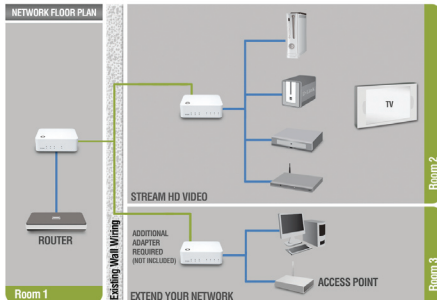 NETWORK FLOOR PLAN
ROUTER
Room 1
Existing Wall Wiring
TV
STREAM HD VIDEO
Room 2
ADDITIONAL
ADAPTER
REQUIRED
(NOT INCLUDED)
ACCESS POINT
EXTEND YOUR NETWORK
Room 3